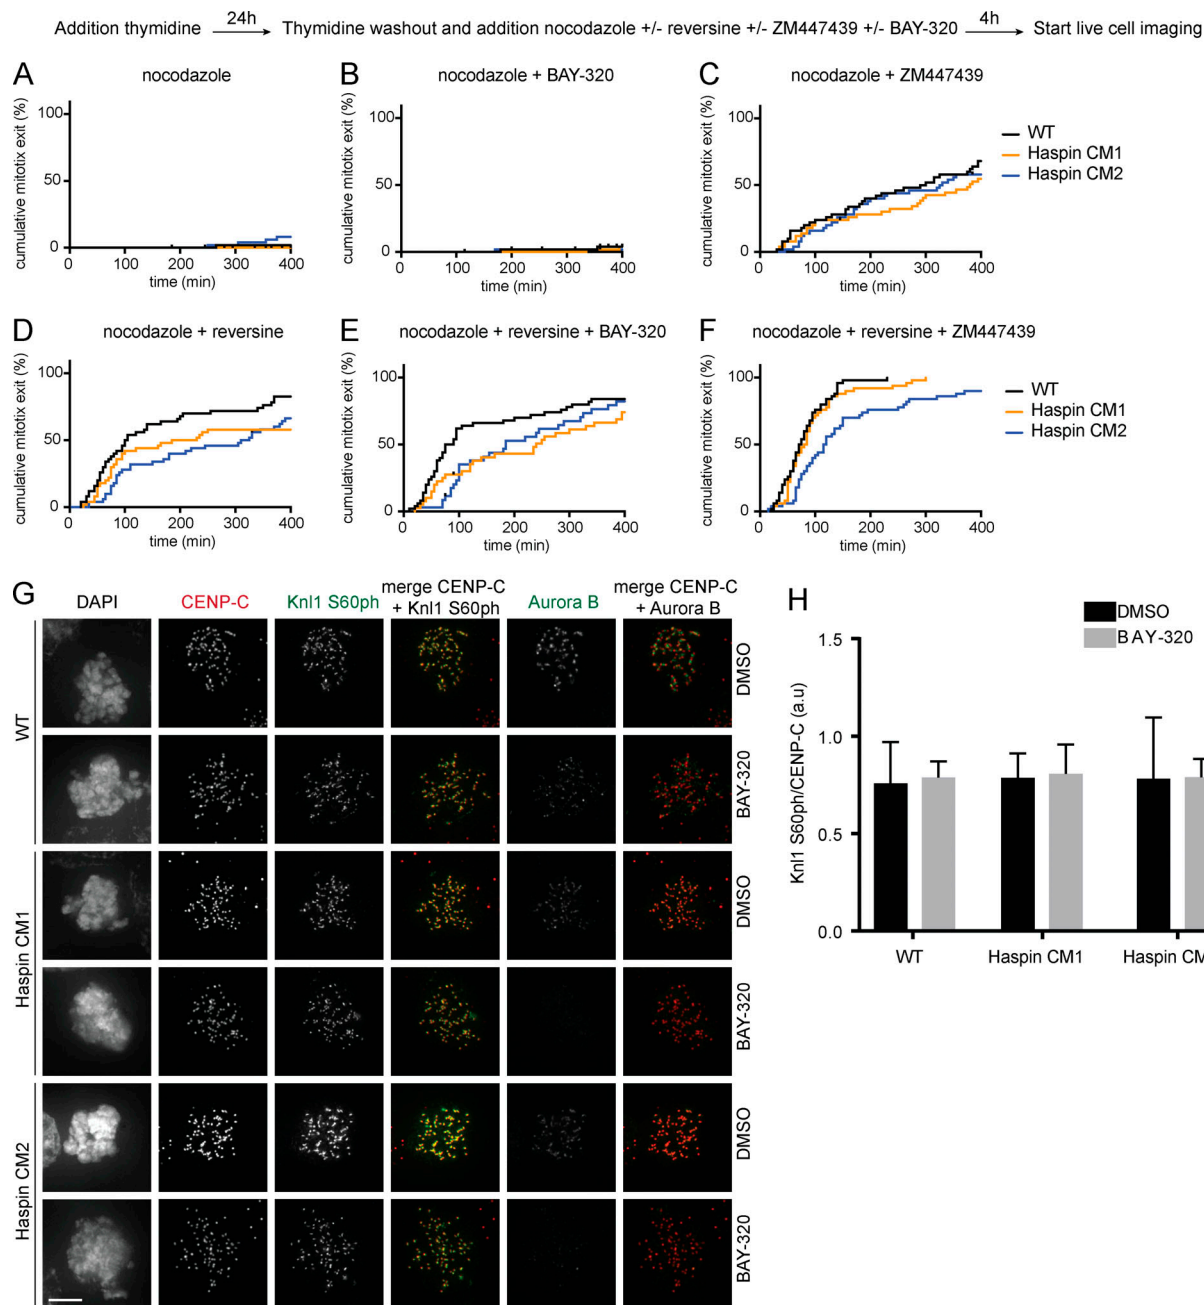 Addition thymidine 24h Thymidine washout and addition nocodazole +/- reversine +/- ZM447439 +/- BAY-320 4h Start live cell imaging
A nocodazole
cumulative mitotix exit (%)
100
50
0
0 100 200 300 400
time (min)
B nocodazole + BAY-320
cumulative mitotix exit (%)
100
50
0
0 100 200 300 400
time (min)
C nocodazole + ZM447439
cumulative mitotix exit (%)
100
50
0
0 100 200 300 400
time (min)
WT
Haspin CM1
Haspin CM2
D nocodazole + reversine
cumulative mitotix exit (%)
100
50
0
0 100 200 300 400
time (min)
E nocodazole + reversine + BAY-320
cumulative mitotix exit (%)
100
50
0
0 100 200 300 400
time (min)
F nocodazole + reversine + ZM447439
cumulative mitotix exit (%)
100
50
0
0 100 200 300 400
time (min)
WT
Haspin CM1
Haspin CM2
G
DAPI
CENP-C
Knl1 S60ph
merge CENP-C
+ Knl1 S60ph
Aurora B
merge CENP-C
+ Aurora B
WT
DMSO
BAY-320
Haspin CM1
DMSO
BAY-320
Haspin CM2
DMSO
BAY-320
H
DMSO
BAY-320
Knl1 S60ph/CENP-C (a.u)
1.5
1.0
0.5
0.0
WT Haspin CM1 Haspin CM